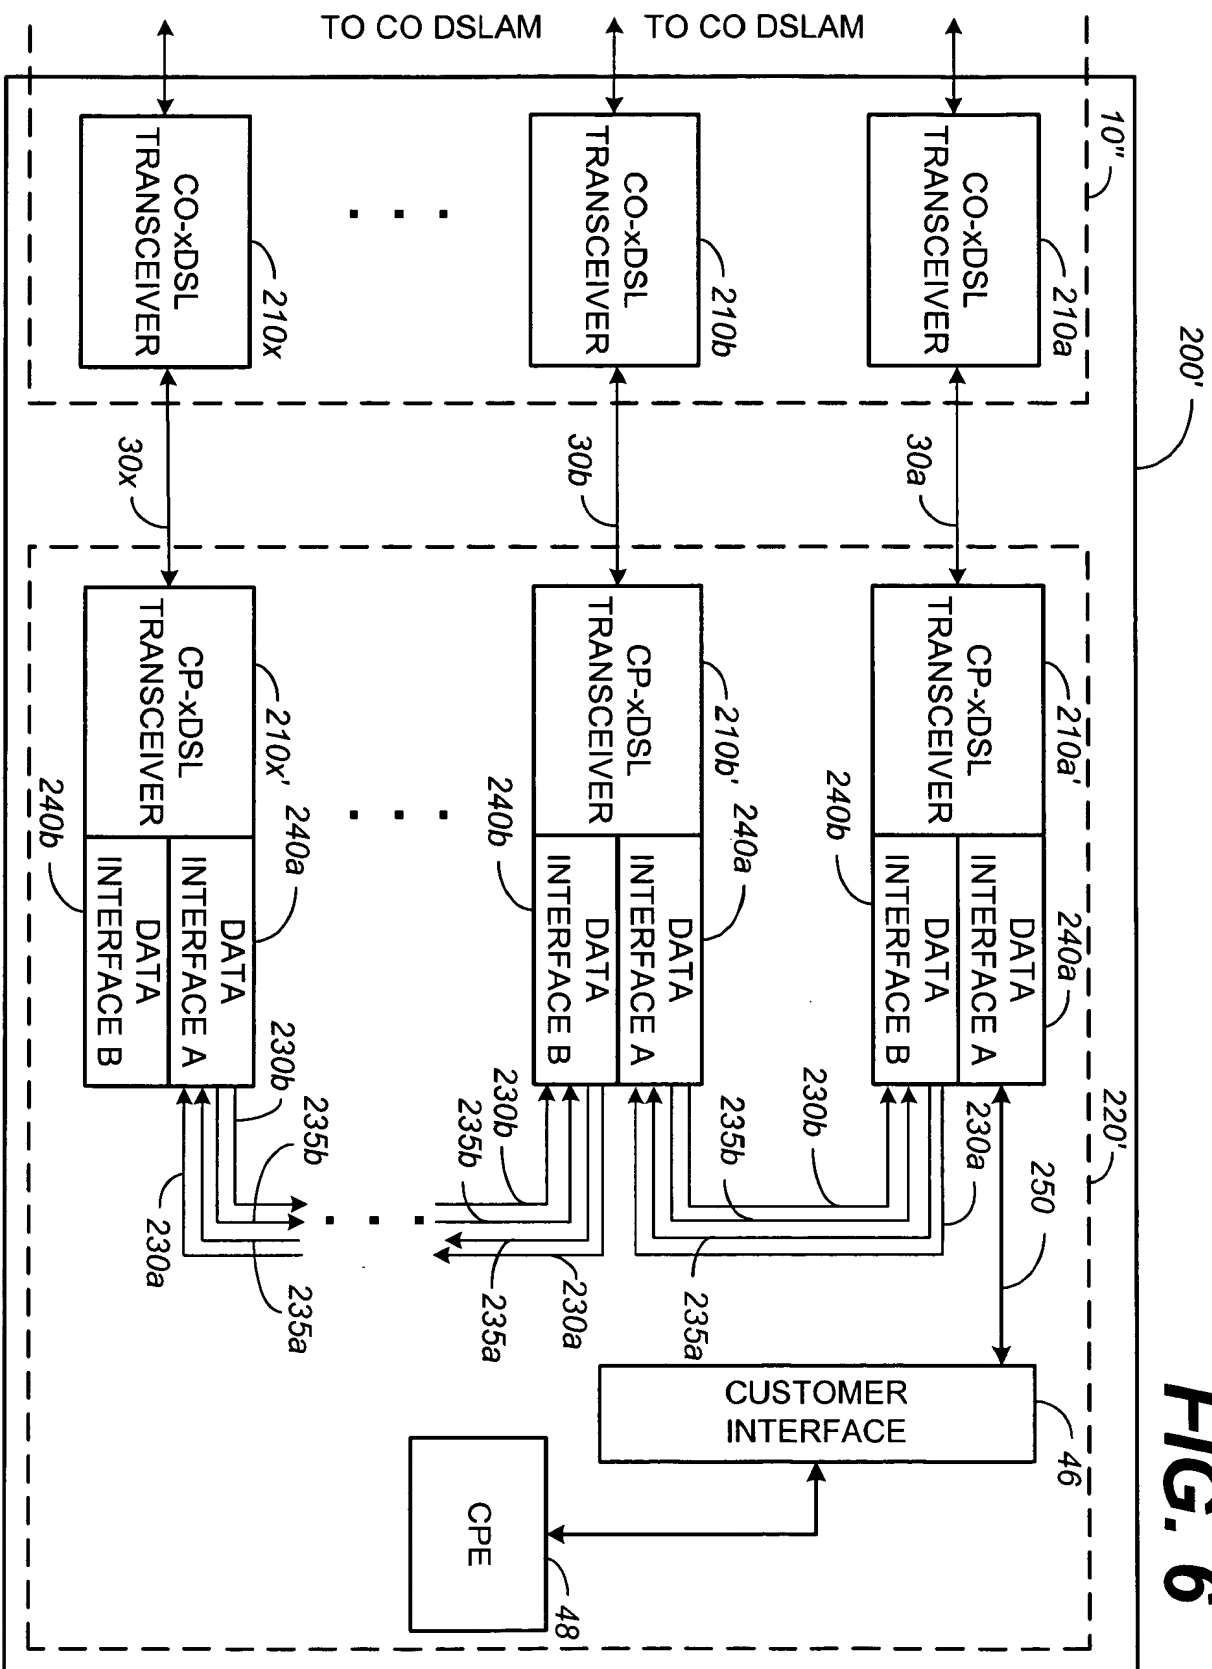 FIG. 6
200'
10"
220'
TO CO DSLAM
TO CO DSLAM
CO-xDSL
TRANSCEIVER
210a
30a
CP-xDSL
TRANSCEIVER
210a'
DATA
INTERFACE A
240a
DATA
INTERFACE B
240b
250
230a
230b
235b
235a
CUSTOMER
INTERFACE
46
CO-xDSL
TRANSCEIVER
210b
30b
CP-xDSL
TRANSCEIVER
210b'
DATA
INTERFACE A
240a
DATA
INTERFACE B
240b
230b
235b
230a
235a
CPE
48
. . .
. . .
. . .
CO-xDSL
TRANSCEIVER
210x
30x
CP-xDSL
TRANSCEIVER
210x'
DATA
INTERFACE A
240a
DATA
INTERFACE B
240b
230b
235b
235a
230a